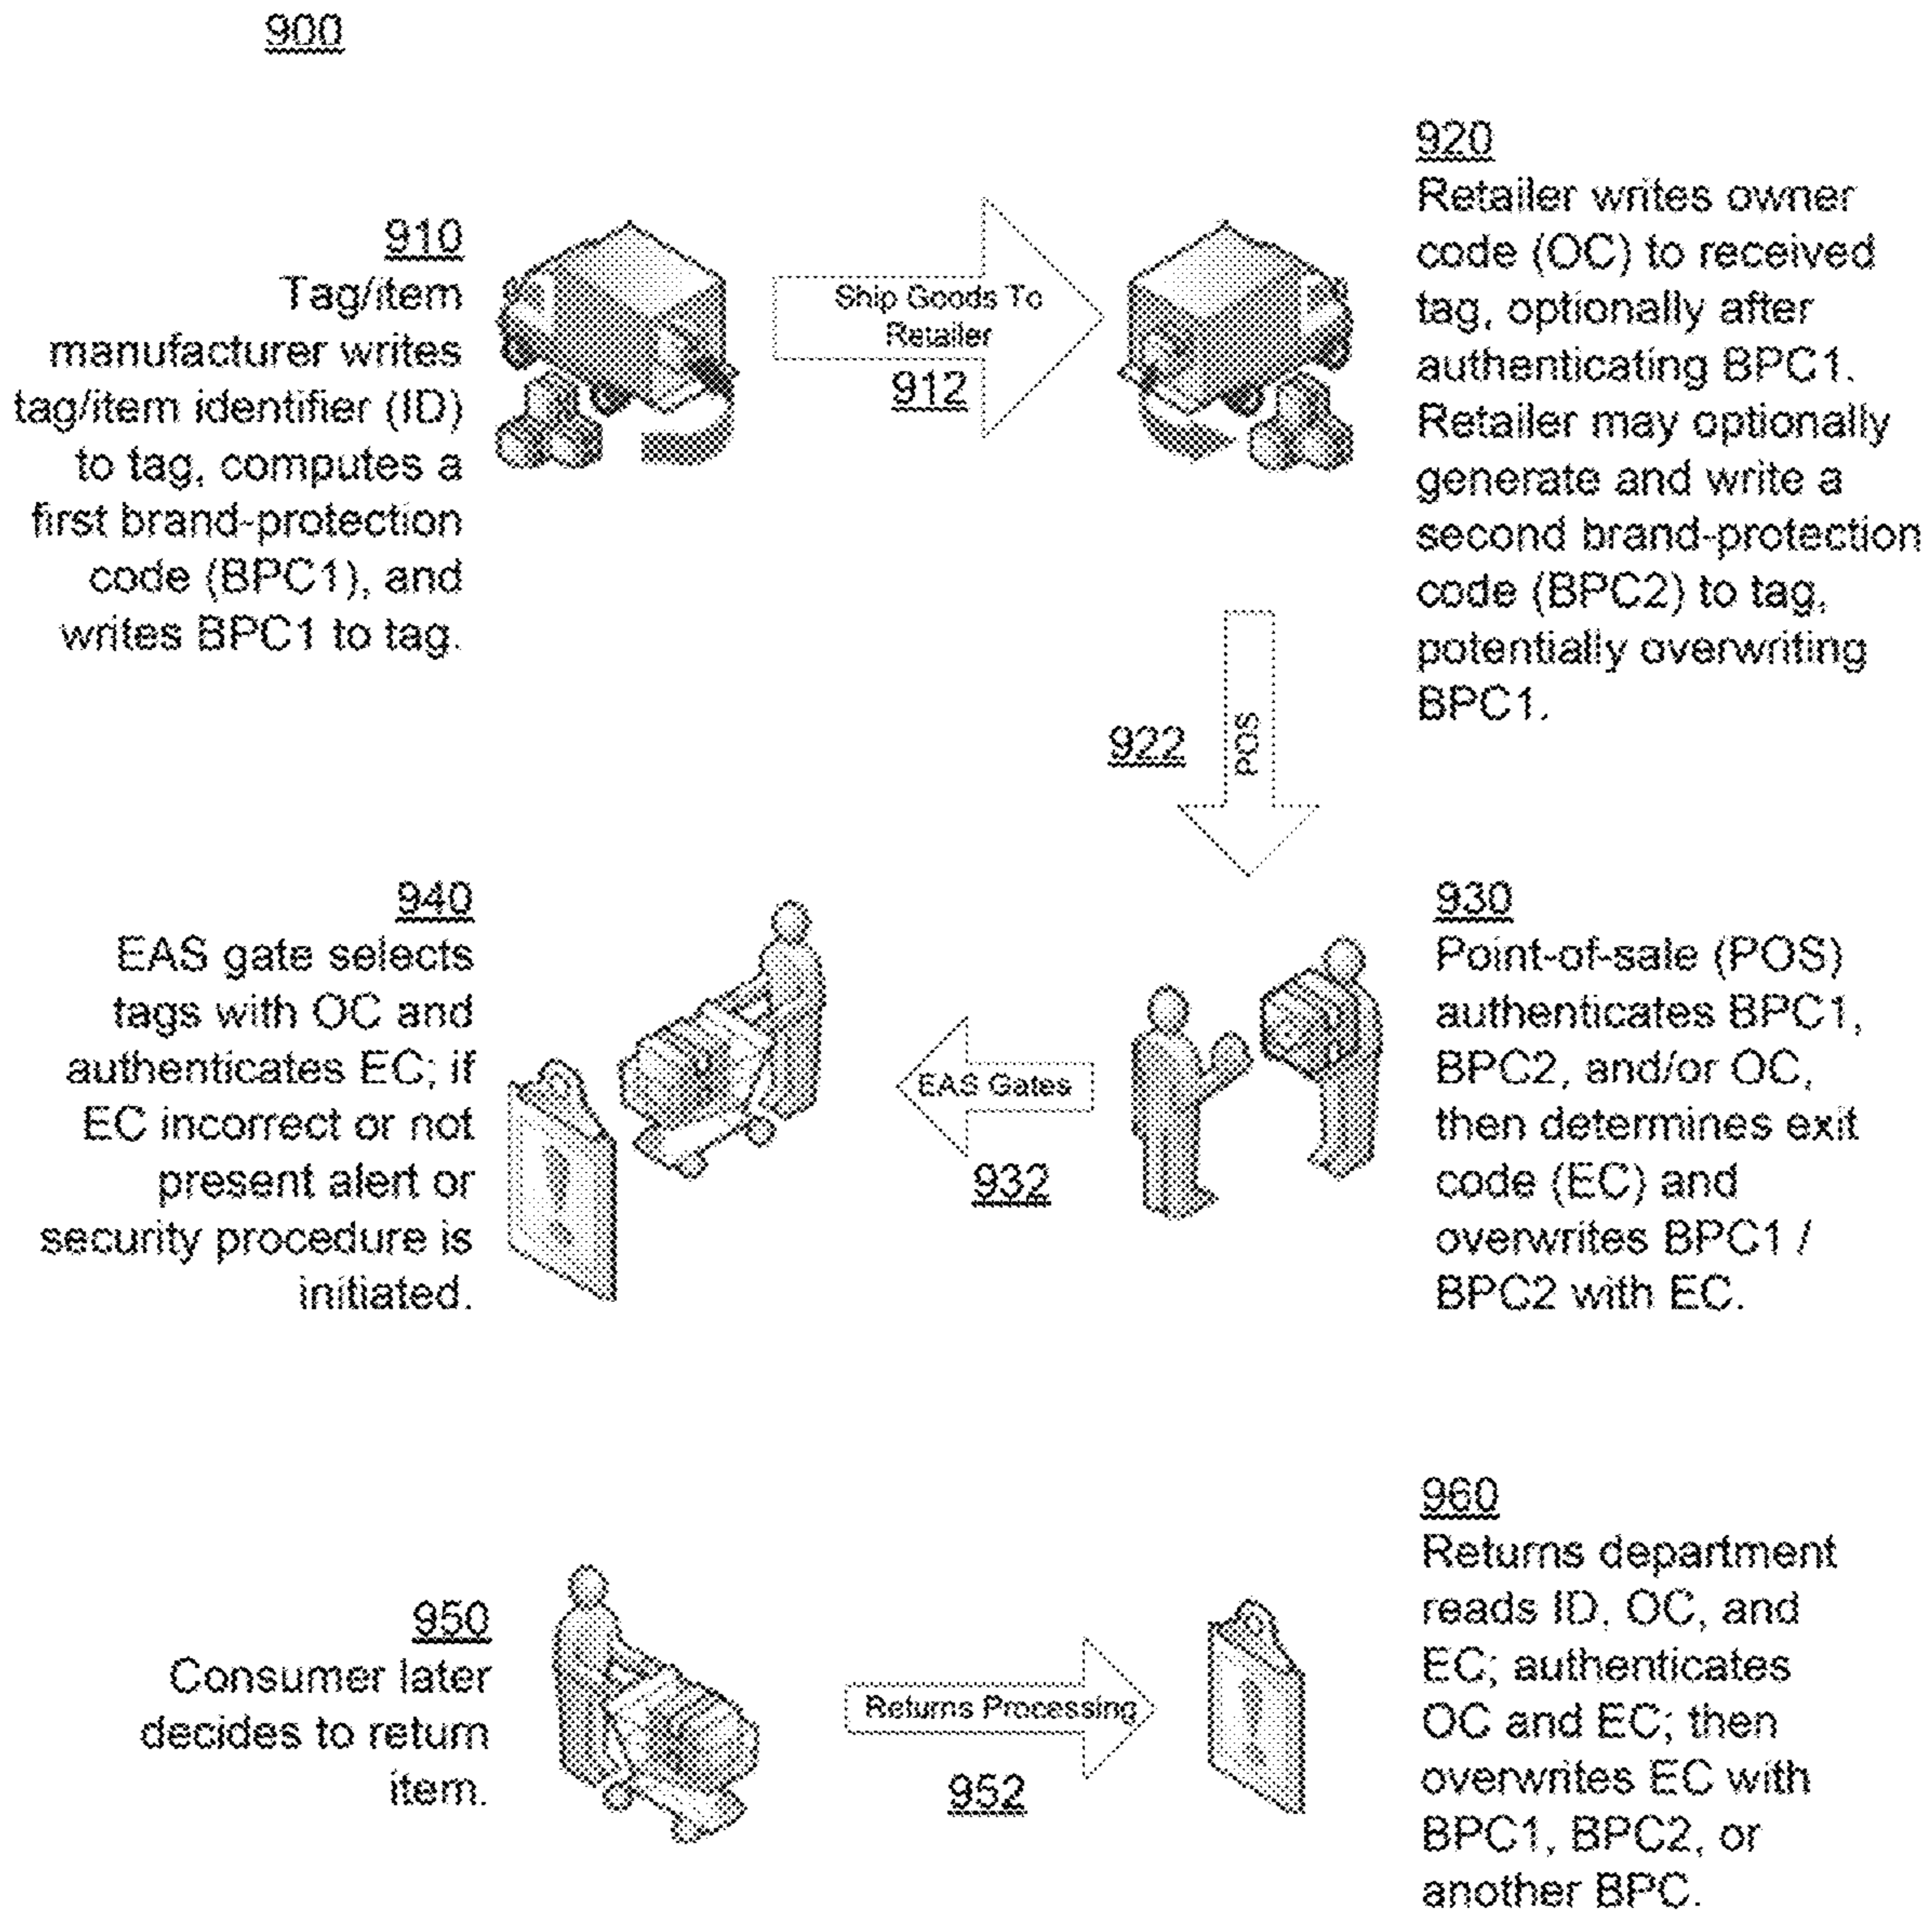 900
910
Tag/item
manufacturer writes
tag/item identifier (ID)
to tag, computes a
first brand-protection
code (BPC1), and
writes BPC1 to tag.
Ship Goods To
Retailer
912
920
Retailer writes owner
code (OC) to received
tag, optionally after
authenticating BPC1.
Retailer may optionally
generate and write a
second brand-protection
code (BPC2) to tag,
potentially overwriting
BPC1.
922
POS
930
Point-of-sale (POS)
authenticates BPC1,
BPC2, and/or OC,
then determines exit
code (EC) and
overwrites BPC1 /
BPC2 with EC.
EAS Gates
932
940
EAS gate selects
tags with OC and
authenticates EC; if
EC incorrect or not
present alert or
security procedure is
initiated.
950
Consumer later
decides to return
item.
Returns Processing
952
960
Returns department
reads ID, OC, and
EC; authenticates
OC and EC; then
overwrites EC with
BPC1, BPC2, or
another BPC.